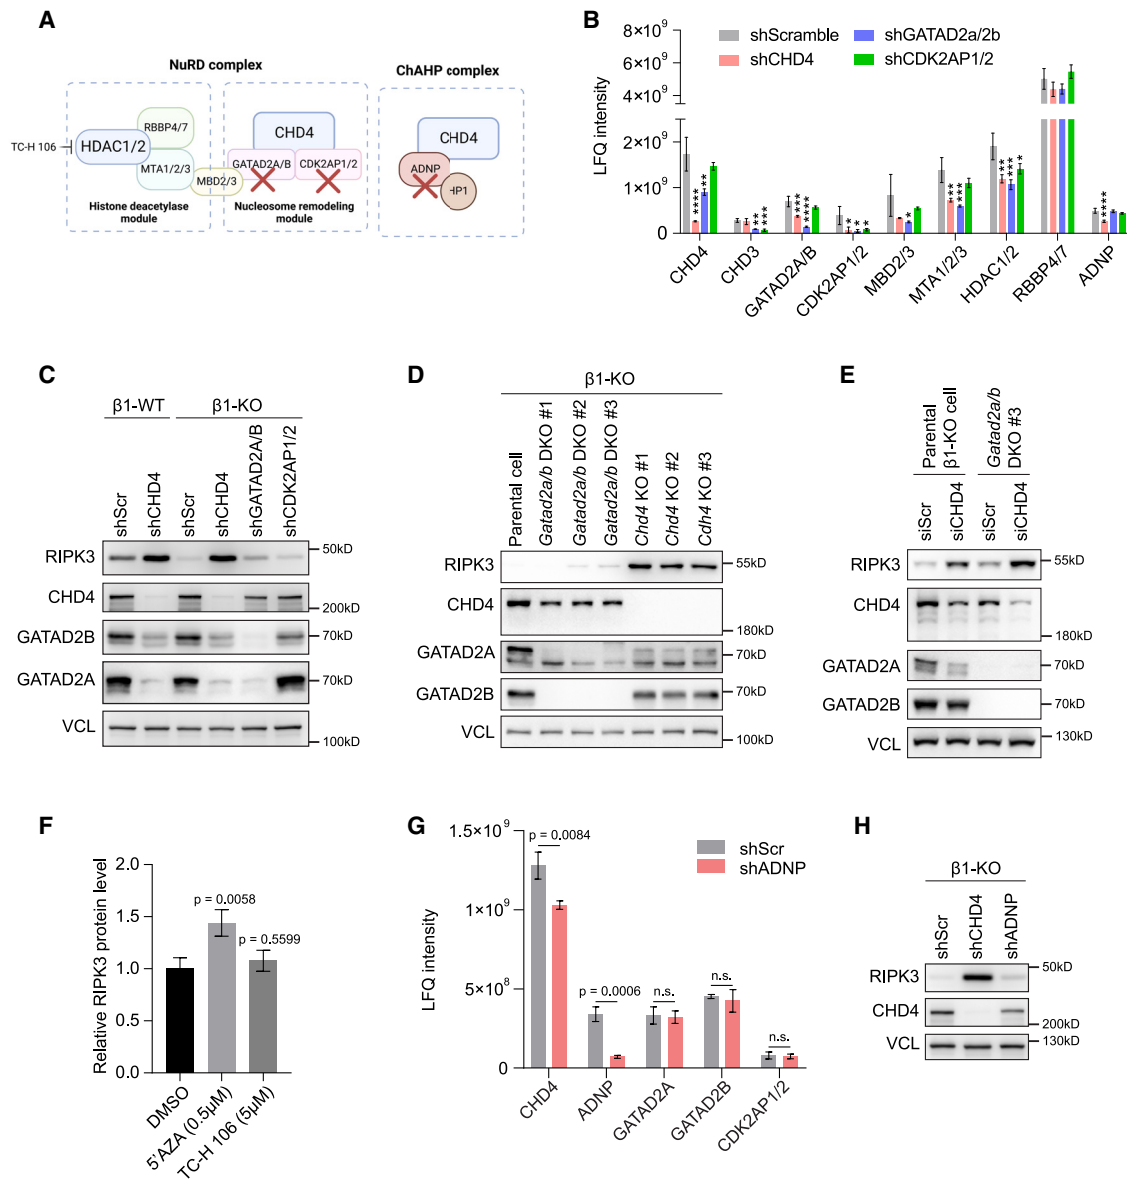 A
NuRD complex
ChAHP complex
TC-H 106
HDAC1/2
RBBP4/7
MTA1/2/3
MBD2/3
CHD4
GATAD2A/B
CDK2AP1/2
CHD4
ADNP
HP1
Histone deacetylase
module
Nucleosome remodeling
module
B
LFQ intensity
8×10⁹
6×10⁹
4×10⁹
2×10⁹
1×10⁹
0
shScramble
shCHD4
shGATAD2a/2b
shCDK2AP1/2
**** **
** ***
*** ****
* * *
*
** ***
** *** *
****
CHD4
CHD3
GATAD2A/B
CDK2AP1/2
MBD2/3
MTA1/2/3
HDAC1/2
RBBP4/7
ADNP
C
β1-WT
β1-KO
shScr
shCHD4
shScr
shCHD4
shGATAD2A/B
shCDK2AP1/2
RIPK3
50kD
CHD4
200kD
GATAD2B
70kD
GATAD2A
70kD
VCL
100kD
D
β1-KO
Parental cell
Gatad2a/b DKO #1
Gatad2a/b DKO #2
Gatad2a/b DKO #3
Chd4 KO #1
Chd4 KO #2
Cdh4 KO #3
RIPK3
55kD
CHD4
180kD
GATAD2A
70kD
GATAD2B
70kD
VCL
100kD
E
Parental
β1-KO cell
Gatad2a/b
DKO #3
siScr
siCHD4
siScr
siCHD4
RIPK3
55kD
CHD4
180kD
GATAD2A
70kD
GATAD2B
70kD
VCL
130kD
F
Relative RIPK3 protein level
2.0
1.5
1.0
0.5
0.0
p = 0.0058
p = 0.5599
DMSO
5'AZA (0.5μM)
TC-H 106 (5μM)
G
LFQ intensity
1.5×10⁹
1×10⁹
5×10⁸
0
p = 0.0084
p = 0.0006
n.s.
n.s.
n.s.
shScr
shADNP
CHD4
ADNP
GATAD2A
GATAD2B
CDK2AP1/2
H
β1-KO
shScr
shCHD4
shADNP
RIPK3
50kD
CHD4
200kD
VCL
130kD